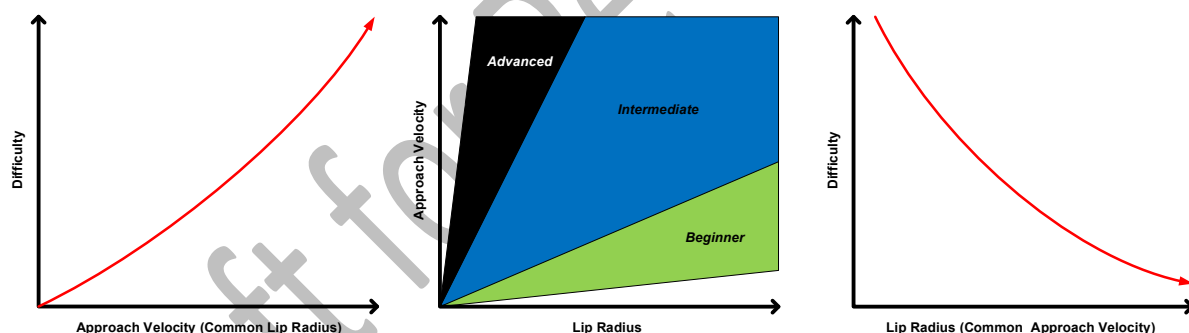 Difficulty
Approach Velocity (Common Lip Radius)
Approach Velocity
Advanced
Intermediate
Beginner
Lip Radius
Difficulty
Lip Radius (Common Approach Velocity)